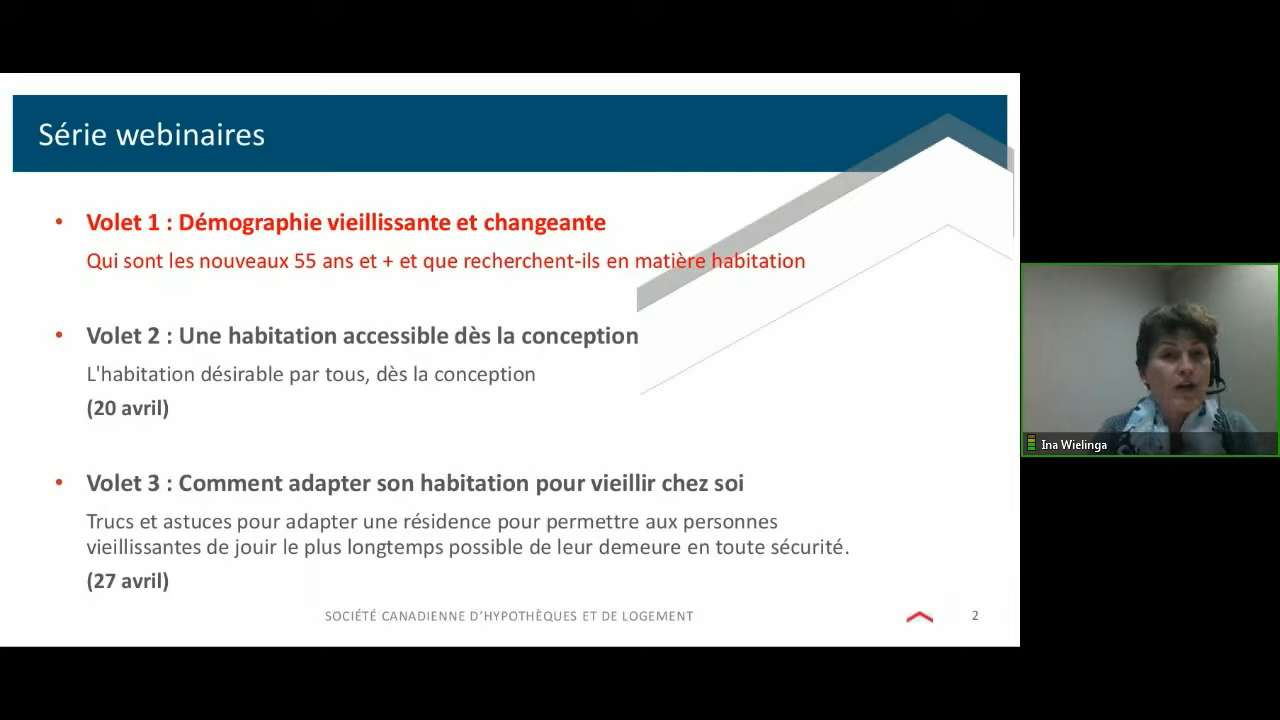 Série webinaires
• Volet 1 : Démographie vieillissante et changeante
Qui sont les nouveaux 55 ans et + et que recherchent-ils en matière habitation
• Volet 2 : Une habitation accessible dès la conception
L'habitation désirable par tous, dès la conception
(20 avril)
• Volet 3 : Comment adapter son habitation pour vieillir chez soi
Trucs et astuces pour adapter une résidence pour permettre aux personnes
vieillissantes de jouir le plus longtemps possible de leur demeure en toute sécurité.
(27 avril)
SOCIÉTÉ CANADIENNE D'HYPOTHÈQUES ET DE LOGEMENT
2
Ina Wielinga